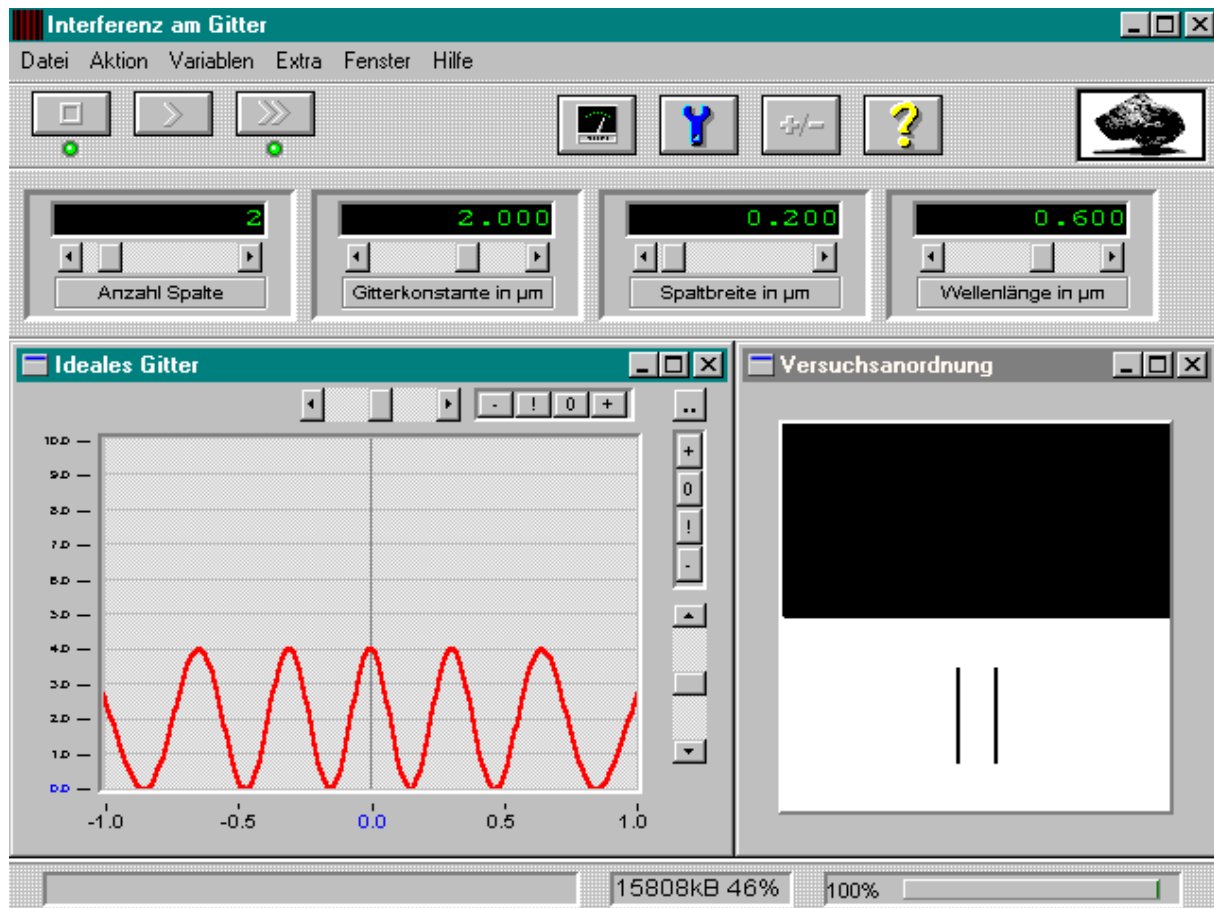 Interferenz am Gitter
Datei Aktion Variablen Extra Fenster Hilfe
+/-
2 2.000 0.200 0.600
Anzahl Spalte Gitterkonstante in µm Spaltbreite in µm Wellenlänge in µm
Ideales Gitter
Versuchsanordnung
- ! 0 + ..
+
0
!
-
10.0
9.0
8.0
7.0
6.0
5.0
4.0
3.0
2.0
1.0
0.0
-1.0 -0.5 0.0 0.5 1.0
15808kB 46% 100%